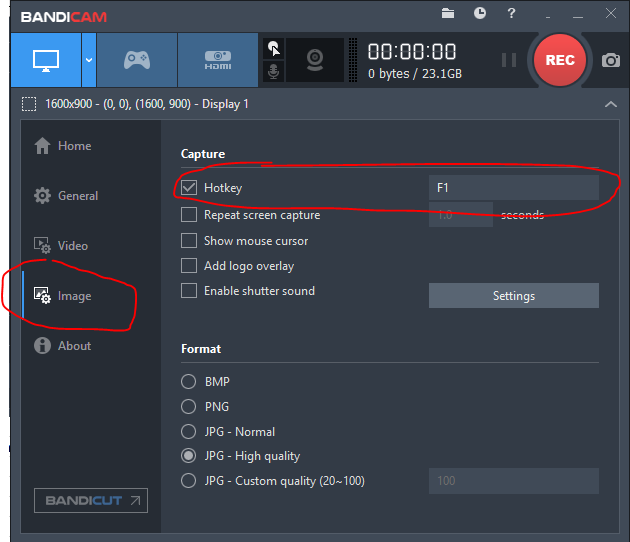 BANDICAM
?
HDMI
00:00:00
0 bytes / 23.1GB
REC
1600x900 - (0, 0), (1600, 900) - Display 1
Home
General
Video
Image
About
BANDICUT
Capture
Hotkey F1
Repeat screen capture 1.0 seconds
Show mouse cursor
Add logo overlay
Enable shutter sound
Settings
Format
BMP
PNG
JPG - Normal
JPG - High quality
JPG - Custom quality (20~100) 100